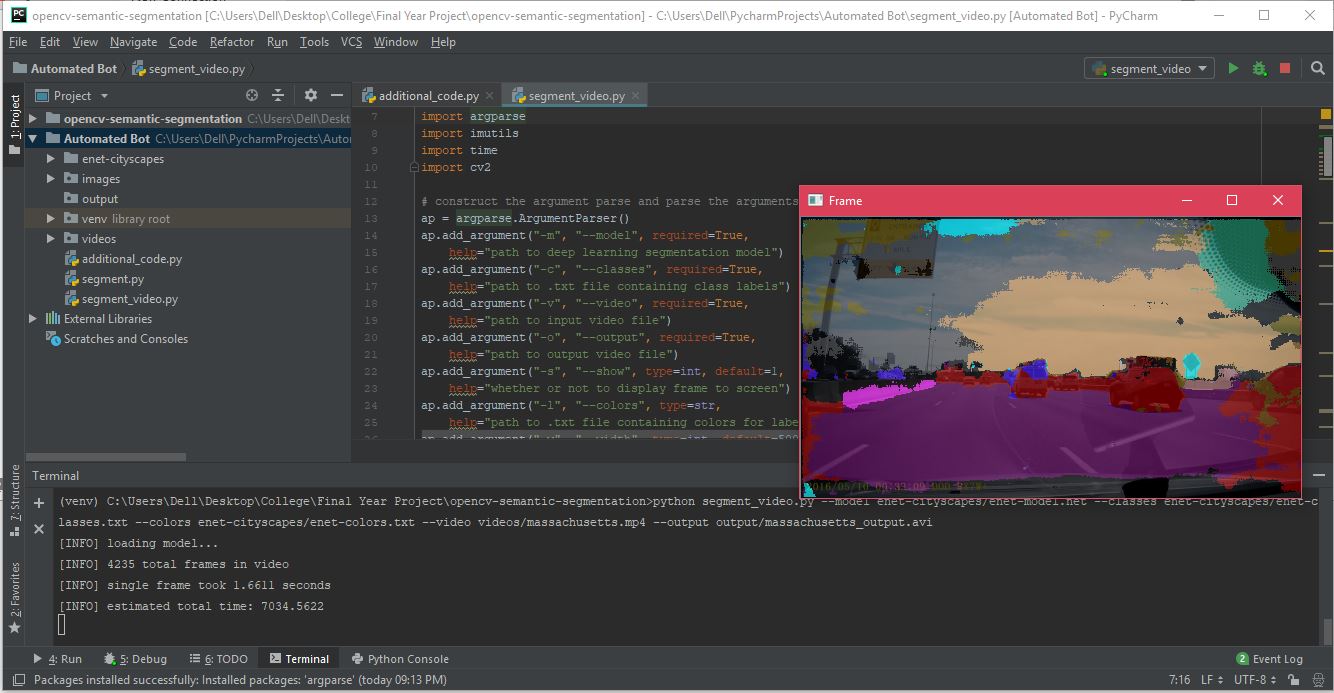 opencv-semantic-segmentation [C:\Users\Dell\Desktop\College\Final Year Project\opencv-semantic-segmentation] - C:\Users\Dell\PycharmProjects\Automated Bot\segment_video.py [Automated Bot] - PyCharm
File Edit View Navigate Code Refactor Run Tools VCS Window Help
Automated Bot segment_video.py
segment_video
1: Project
Project
opencv-semantic-segmentation C:\Users\Dell\Deskt
Automated Bot C:\Users\Dell\PycharmProjects\Auto
enet-cityscapes
images
output
venv library root
videos
additional_code.py
segment.py
segment_video.py
External Libraries
Scratches and Consoles
additional_code.py segment_video.py
7 import argparse
8 import imutils
9 import time
10 import cv2
11
12 # construct the argument parse and parse the arguments
13 ap = argparse.ArgumentParser()
14 ap.add_argument("-m", "--model", required=True,
15 help="path to deep learning segmentation model")
16 ap.add_argument("-c", "--classes", required=True,
17 help="path to .txt file containing class labels")
18 ap.add_argument("-v", "--video", required=True,
19 help="path to input video file")
20 ap.add_argument("-o", "--output", required=True,
21 help="path to output video file")
22 ap.add_argument("-s", "--show", type=int, default=1,
23 help="whether or not to display frame to screen")
24 ap.add_argument("-l", "--colors", type=str,
25 help="path to .txt file containing colors for labe
Frame
7: Structure
2: Favorites
Terminal
(venv) C:\Users\Dell\Desktop\College\Final Year Project\opencv-semantic-segmentation>python segment_video.py --model enet-cityscapes/enet-model.net --classes enet-cityscapes/enet-c
lasses.txt --colors enet-cityscapes/enet-colors.txt --video videos/massachusetts.mp4 --output output/massachusetts_output.avi
[INFO] loading model...
[INFO] 4235 total frames in video
[INFO] single frame took 1.6611 seconds
[INFO] estimated total time: 7034.5622
4: Run 5: Debug 6: TODO Terminal Python Console 2 Event Log
Packages installed successfully: Installed packages: 'argparse' (today 09:13 PM) 7:16 LF UTF-8